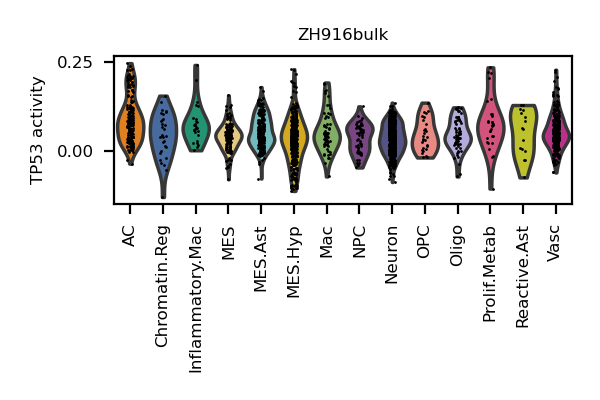 ZH916bulk
TP53 activity
0.25
0.00
AC
Chromatin.Reg
Inflammatory.Mac
MES
MES.Ast
MES.Hyp
Mac
NPC
Neuron
OPC
Oligo
Prolif.Metab
Reactive.Ast
Vasc